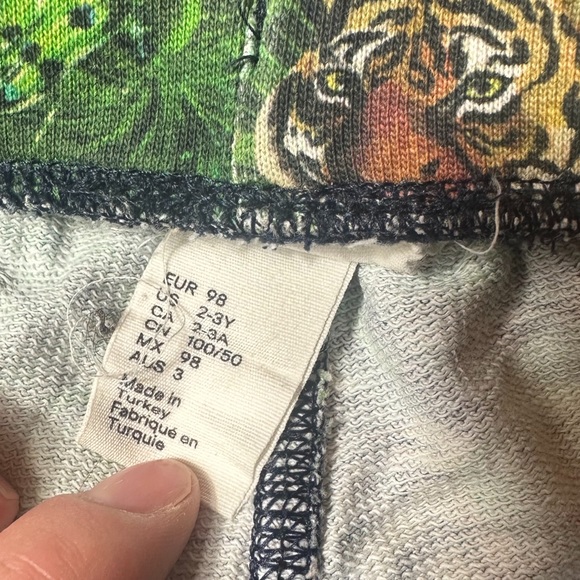 EUR 98
US 2-3Y
CA 2-3A
CN 100/50
MX 98
AUS 3
Made in
Turkey
Fabriqué en
Turquie